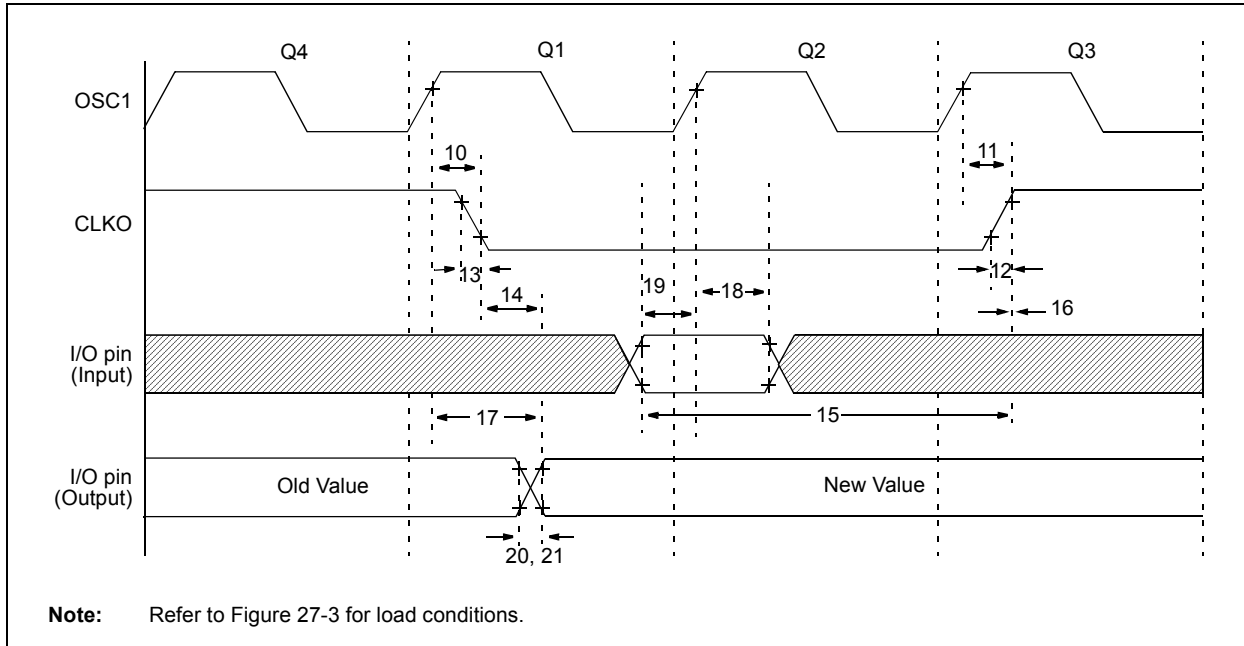 Q4 Q1 Q2 Q3
OSC1
10 11
CLKO
13 12
14 19 18 16
I/O pin
(Input)
17 15
I/O pin
(Output)
Old Value New Value
20, 21
Note: Refer to Figure 27-3 for load conditions.